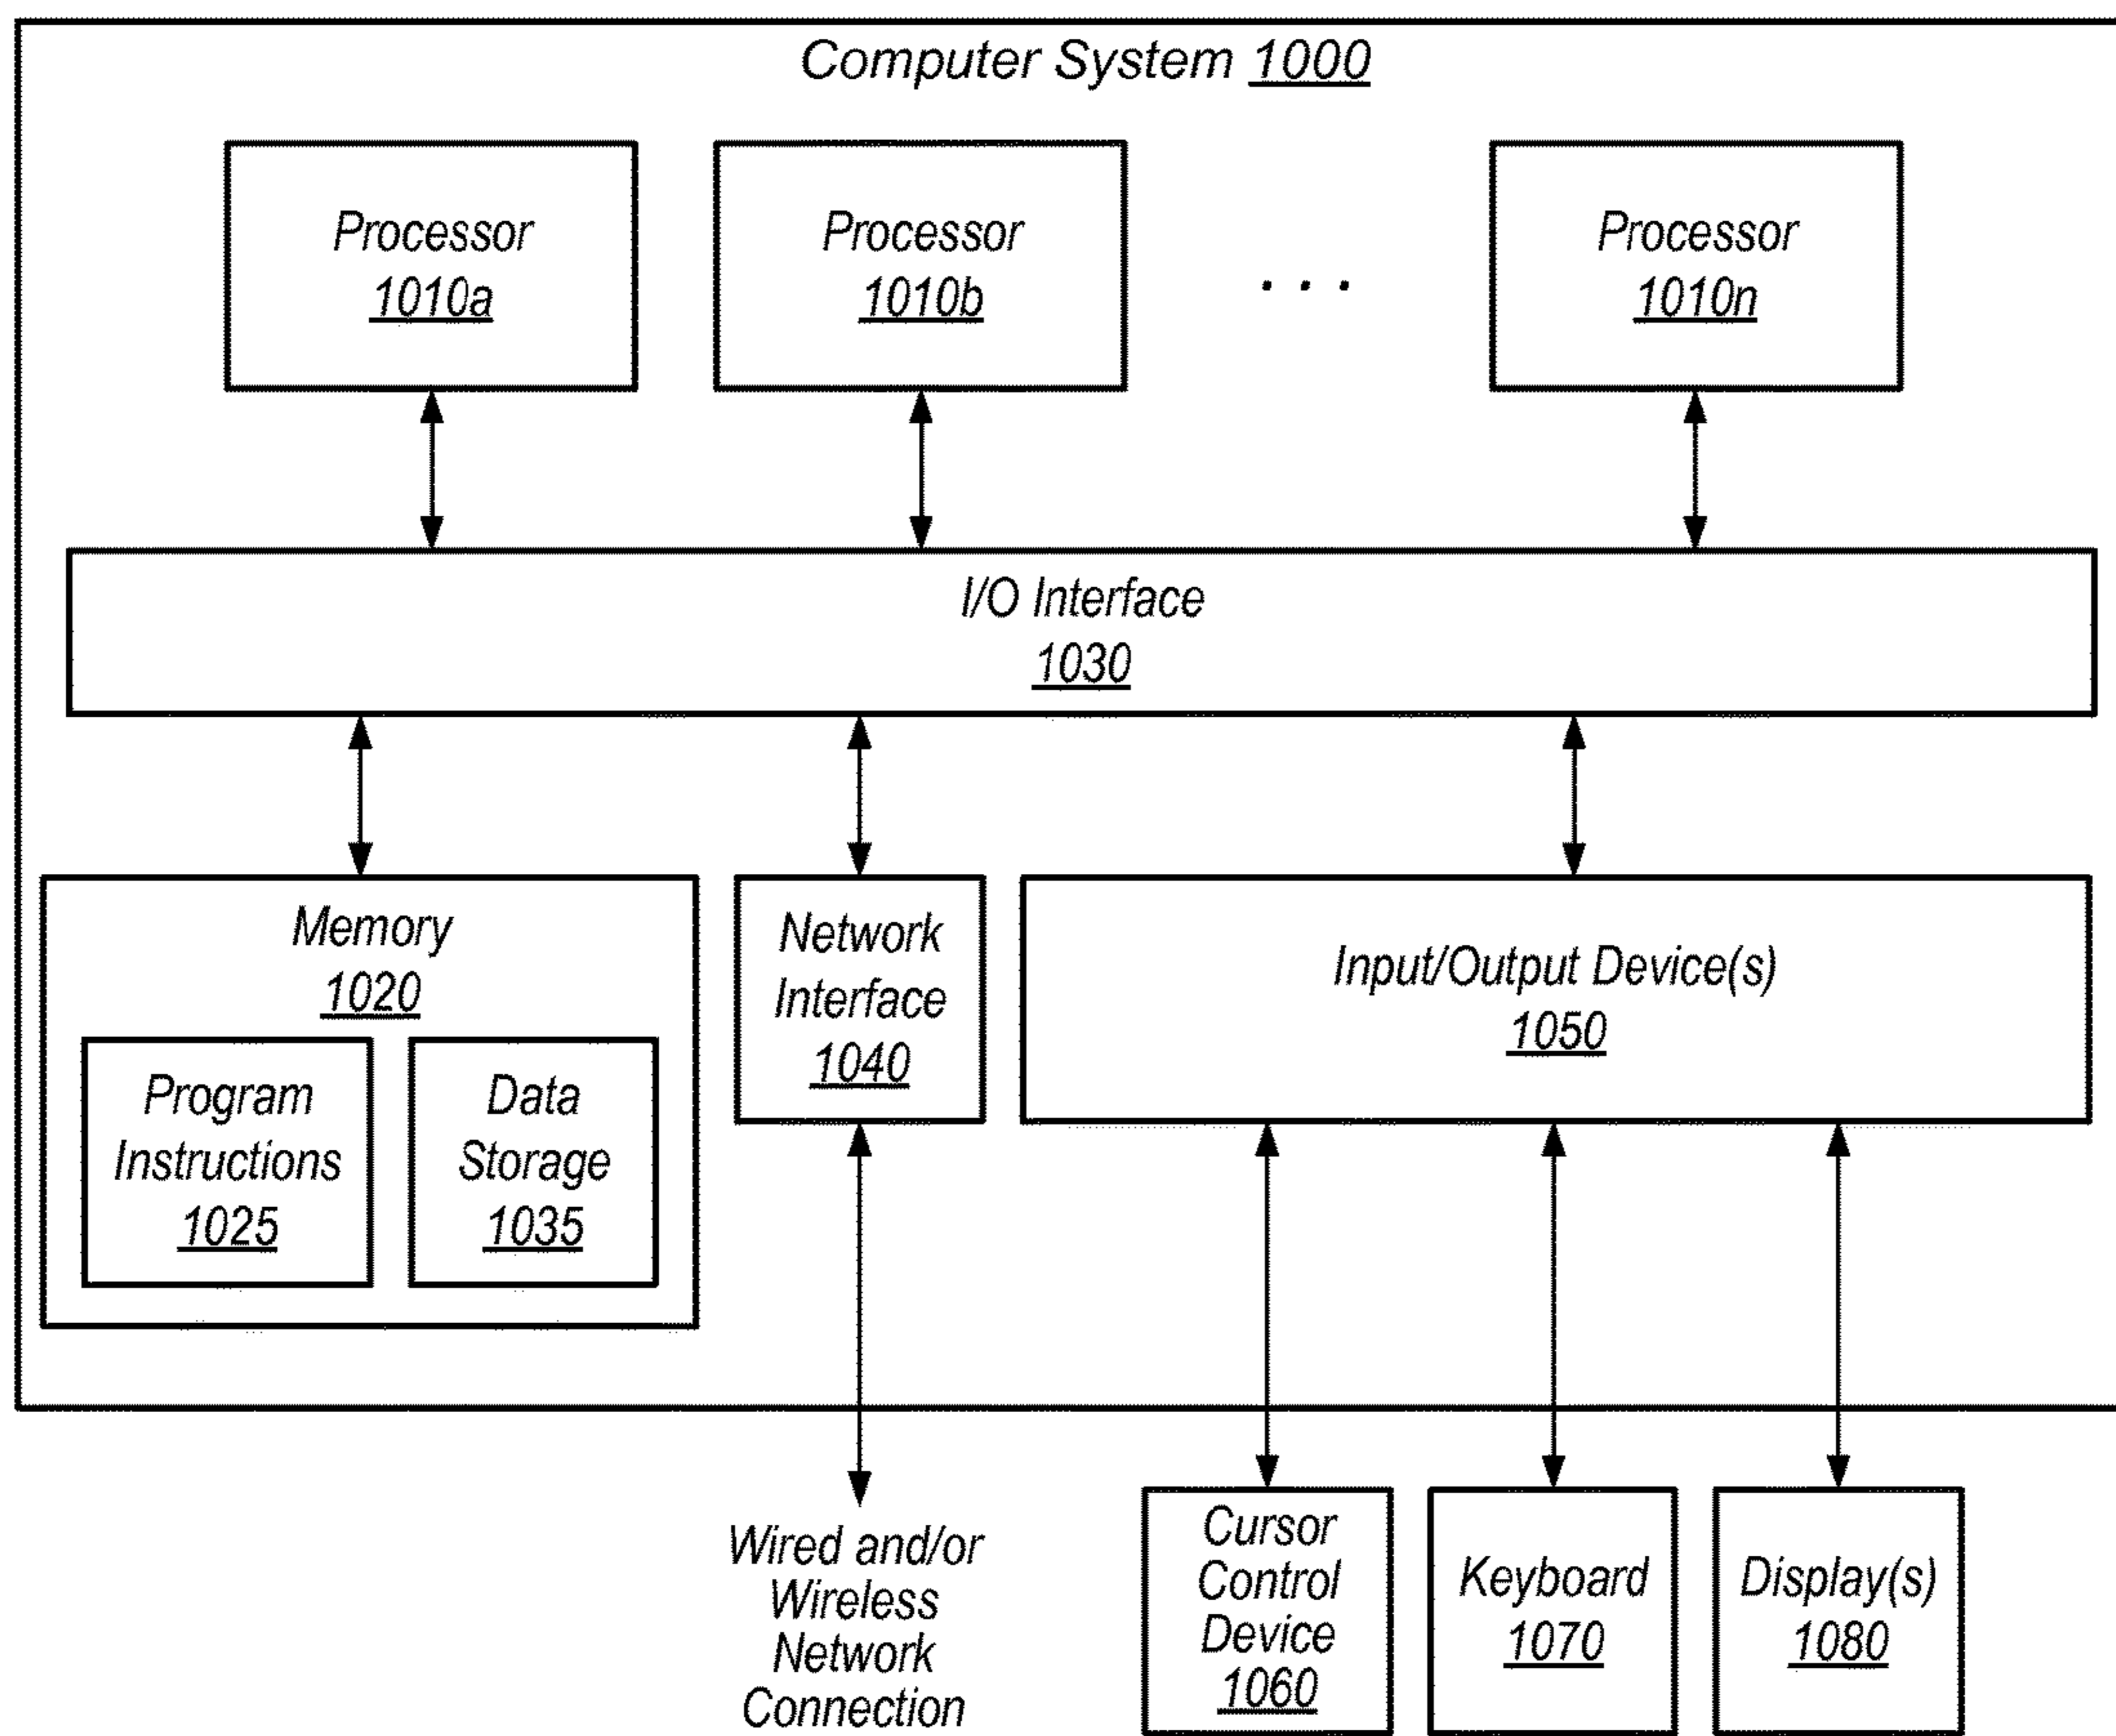 Computer System 1000
Processor
1010a
Processor
1010b
. . .
Processor
1010n
I/O Interface
1030
Memory
1020
Program
Instructions
1025
Data
Storage
1035
Network
Interface
1040
Input/Output Device(s)
1050
Wired and/or
Wireless
Network
Connection
Cursor
Control
Device
1060
Keyboard
1070
Display(s)
1080